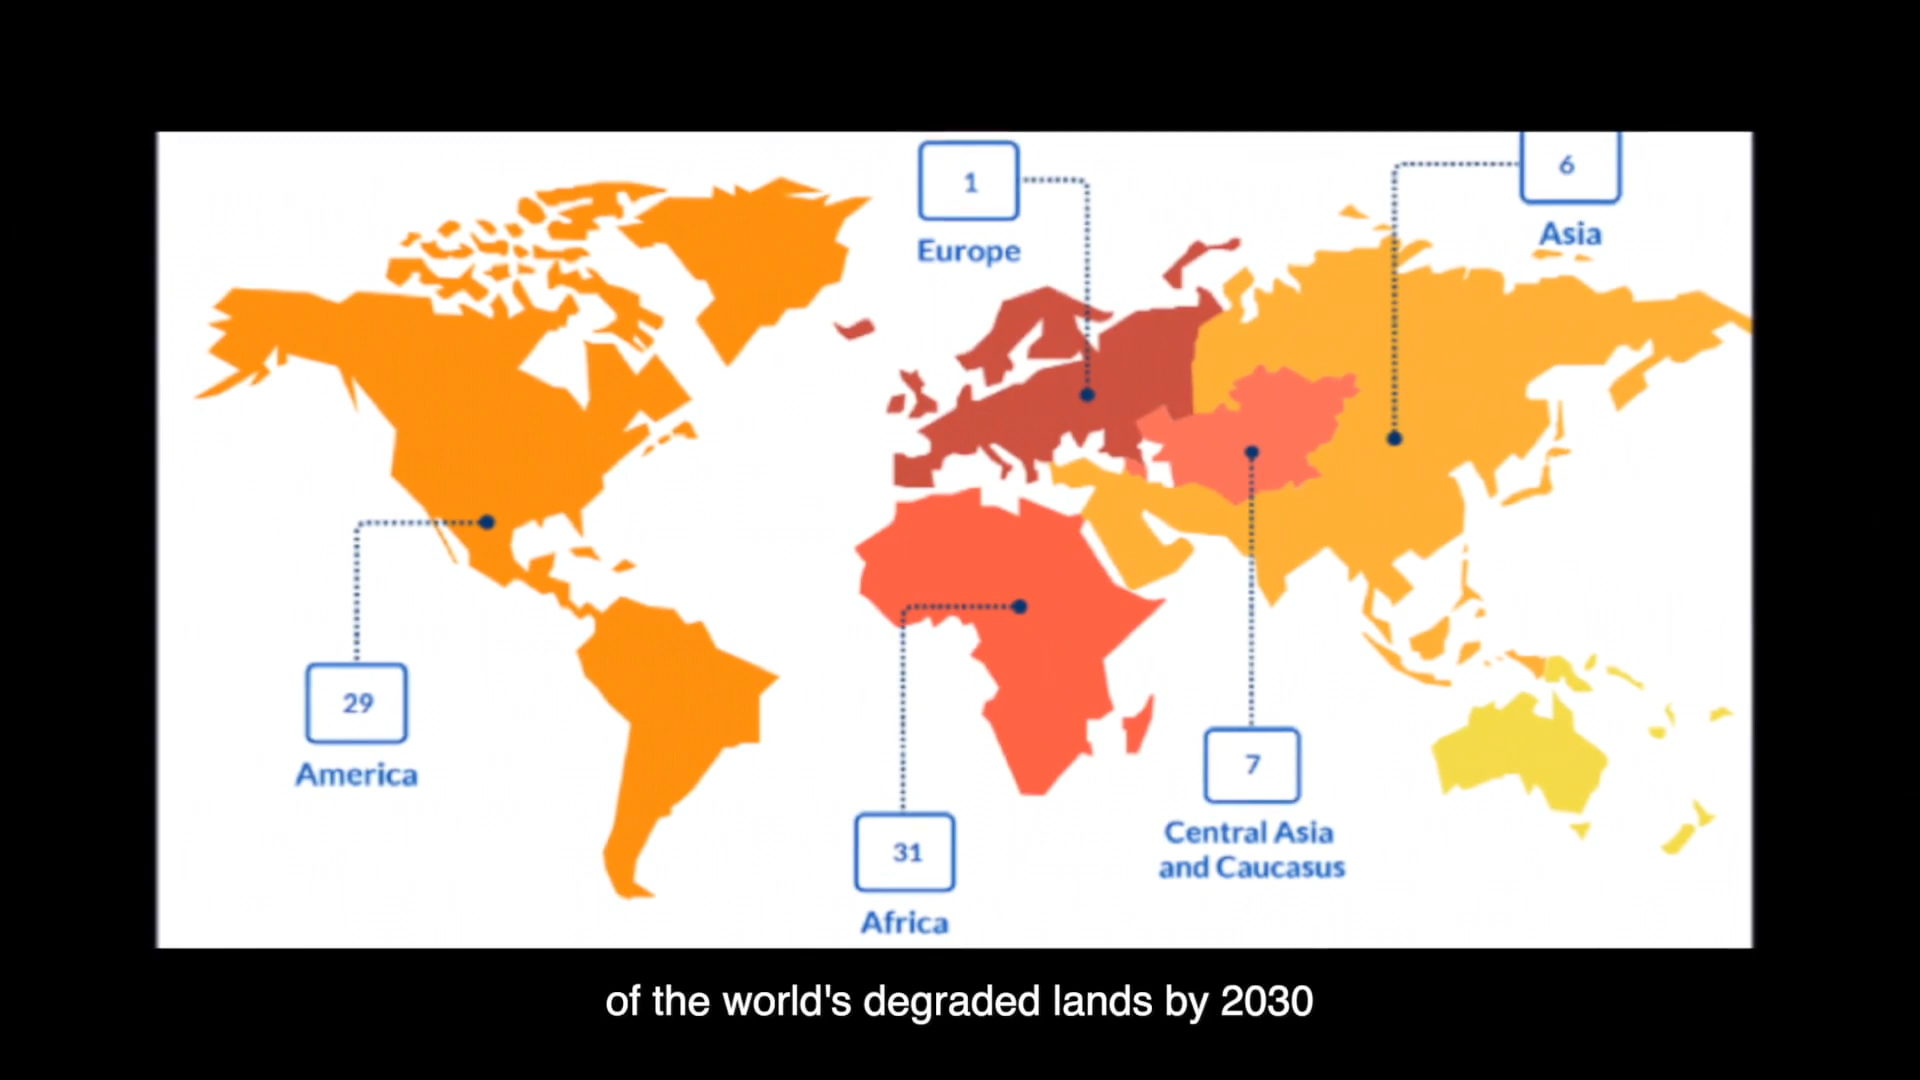 1
Europe
6
Asia
29
America
7
Central Asia
and Caucasus
31
Africa
of the world's degraded lands by 2030